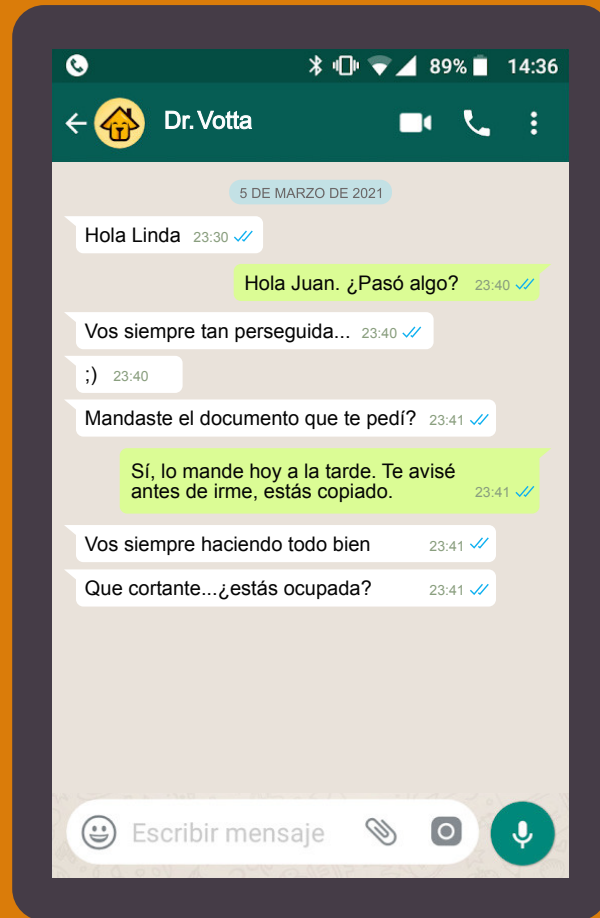 89% 14:36
Dr. Votta
5 DE MARZO DE 2021
Hola Linda 23:30
Hola Juan. ¿Pasó algo? 23:40
Vos siempre tan perseguida... 23:40
;) 23:40
Mandaste el documento que te pedí? 23:41
Sí, lo mande hoy a la tarde. Te avisé
antes de irme, estás copiado. 23:41
Vos siempre haciendo todo bien 23:41
Que cortante...¿estás ocupada? 23:41
Escribir mensaje